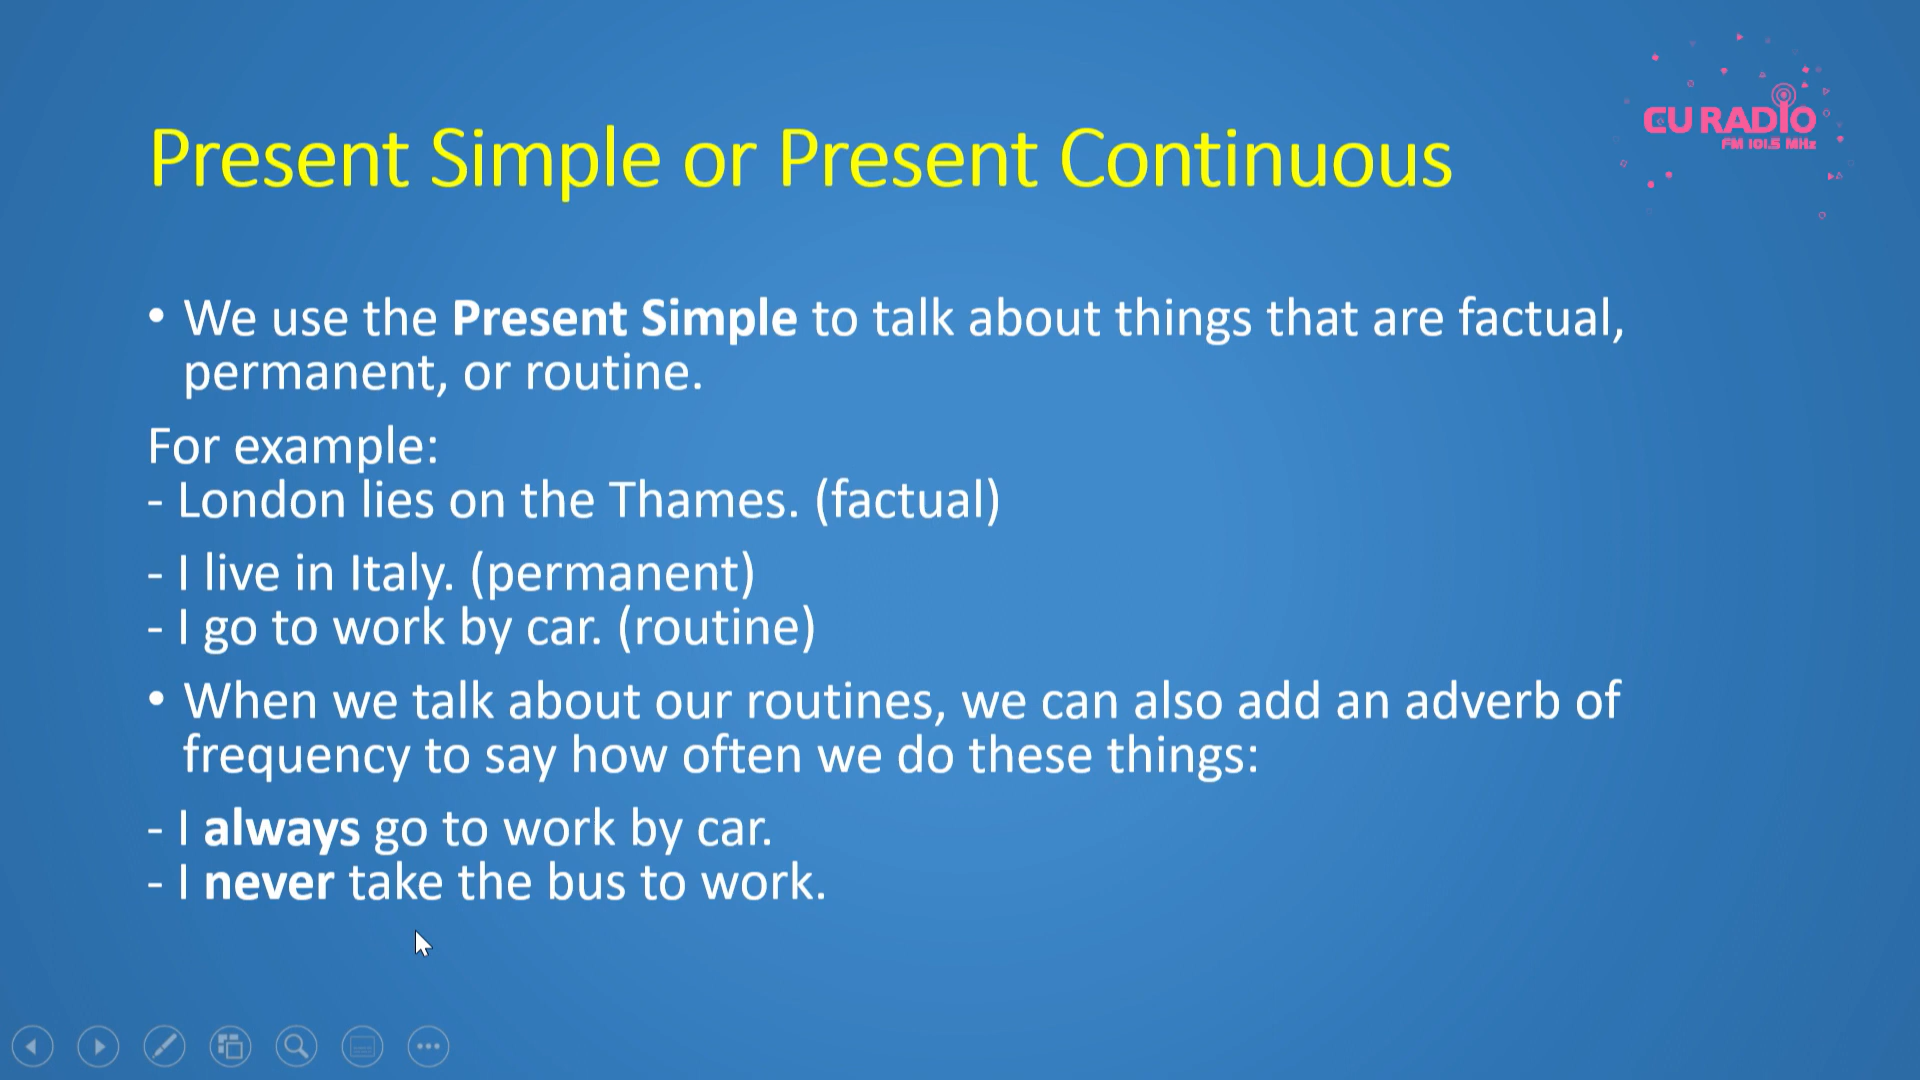 CU RADIO
FM 101.5 MHz
Present Simple or Present Continuous
• We use the Present Simple to talk about things that are factual,
permanent, or routine.
For example:
- London lies on the Thames. (factual)
- I live in Italy. (permanent)
- I go to work by car. (routine)
• When we talk about our routines, we can also add an adverb of
frequency to say how often we do these things:
- I always go to work by car.
- I never take the bus to work.